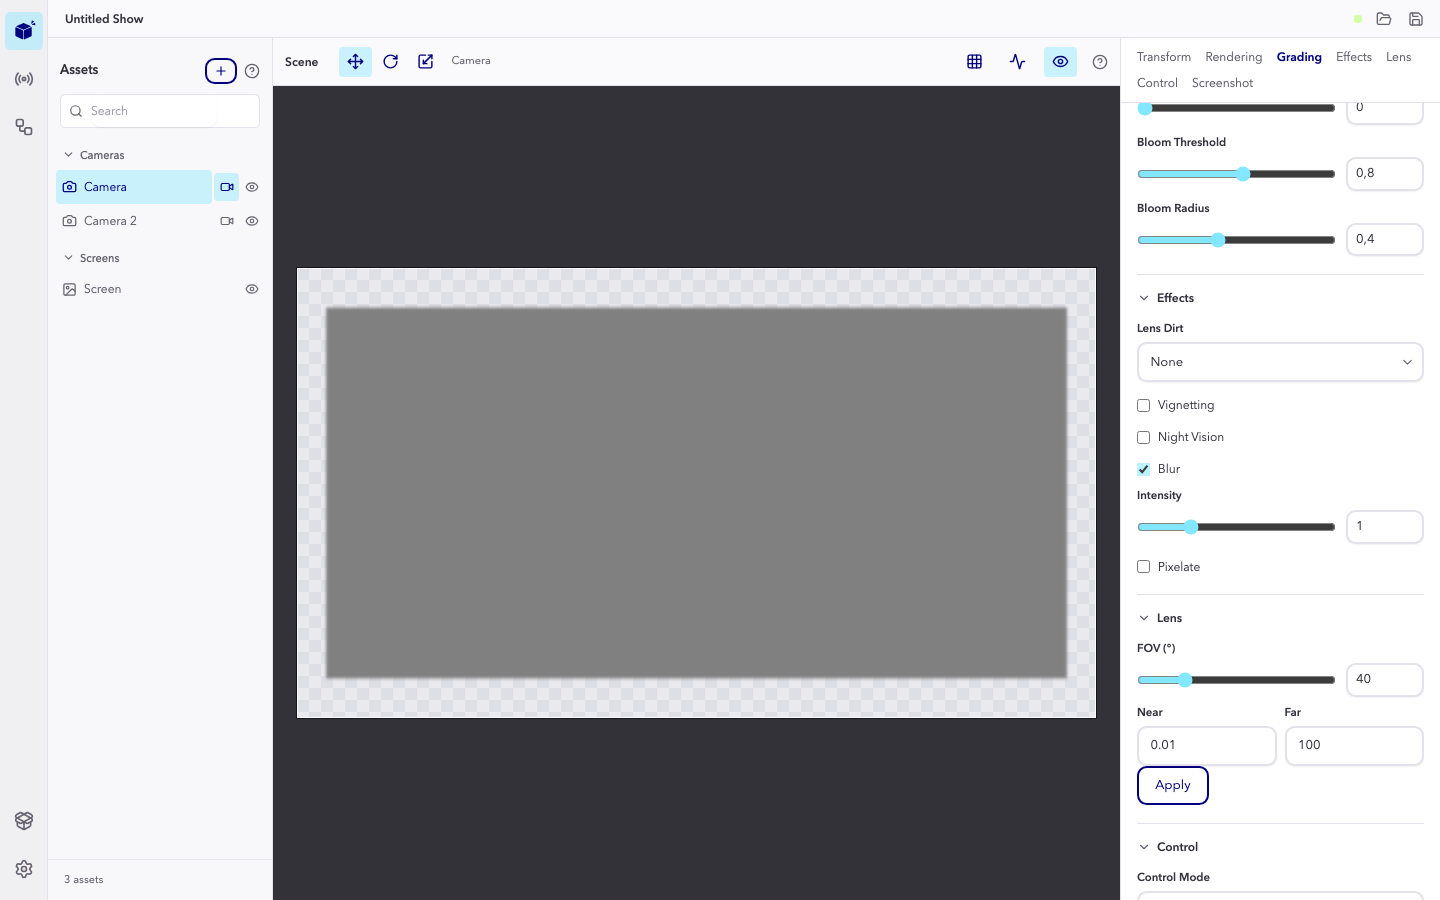 Untitled Show
Assets
Search
Cameras
Camera
Camera 2
Screens
Screen
3 assets
Scene
Camera
Transform Rendering Grading Effects Lens
Control Screenshot
0
Bloom Threshold
0,8
Bloom Radius
0,4
Effects
Lens Dirt
None
Vignetting
Night Vision
Blur
Intensity
1
Pixelate
Lens
FOV (°)
40
Near Far
0.01 100
Apply
Control
Control Mode